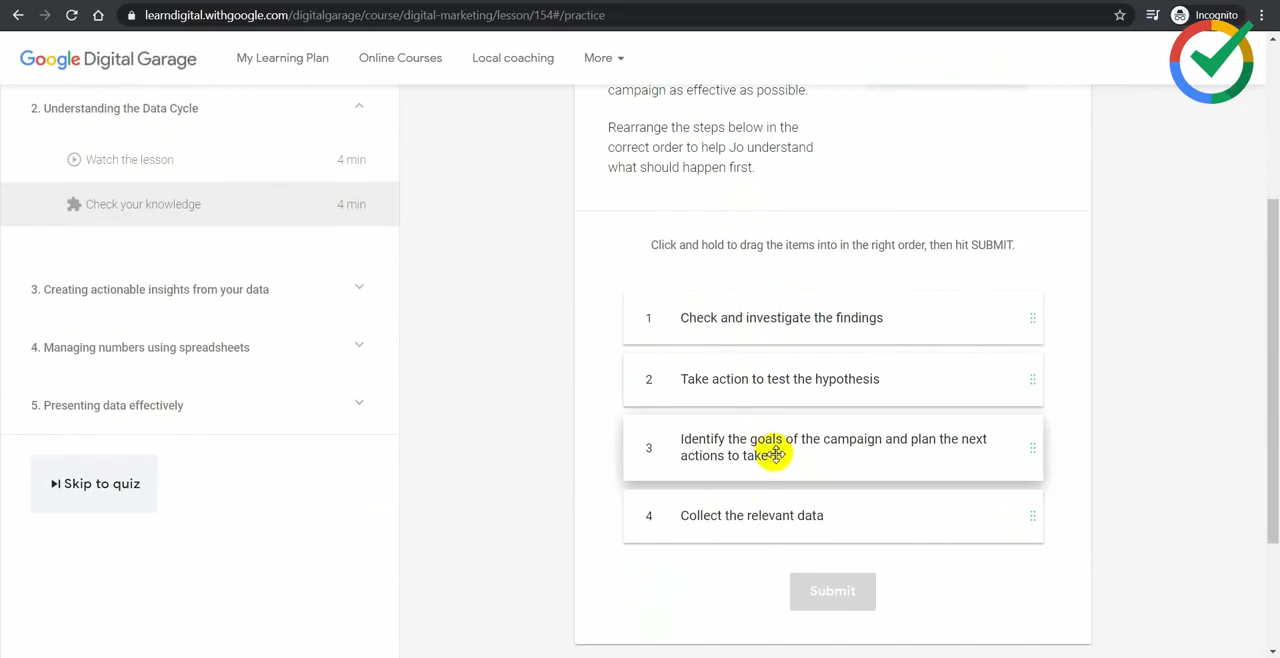 learndigital.withgoogle.com/digitalgarage/course/digital-marketing/lesson/154#/practice
Incognito
Google Digital Garage
My Learning Plan
Online Courses
Local coaching
More
2. Understanding the Data Cycle
Watch the lesson
4 min
Check your knowledge
4 min
3. Creating actionable insights from your data
4. Managing numbers using spreadsheets
5. Presenting data effectively
Skip to quiz
campaign as effective as possible.
Rearrange the steps below in the
correct order to help Jo understand
what should happen first.
Click and hold to drag the items into in the right order, then hit SUBMIT.
1 Check and investigate the findings
2 Take action to test the hypothesis
3 Identify the goals of the campaign and plan the next
actions to take
4 Collect the relevant data
Submit